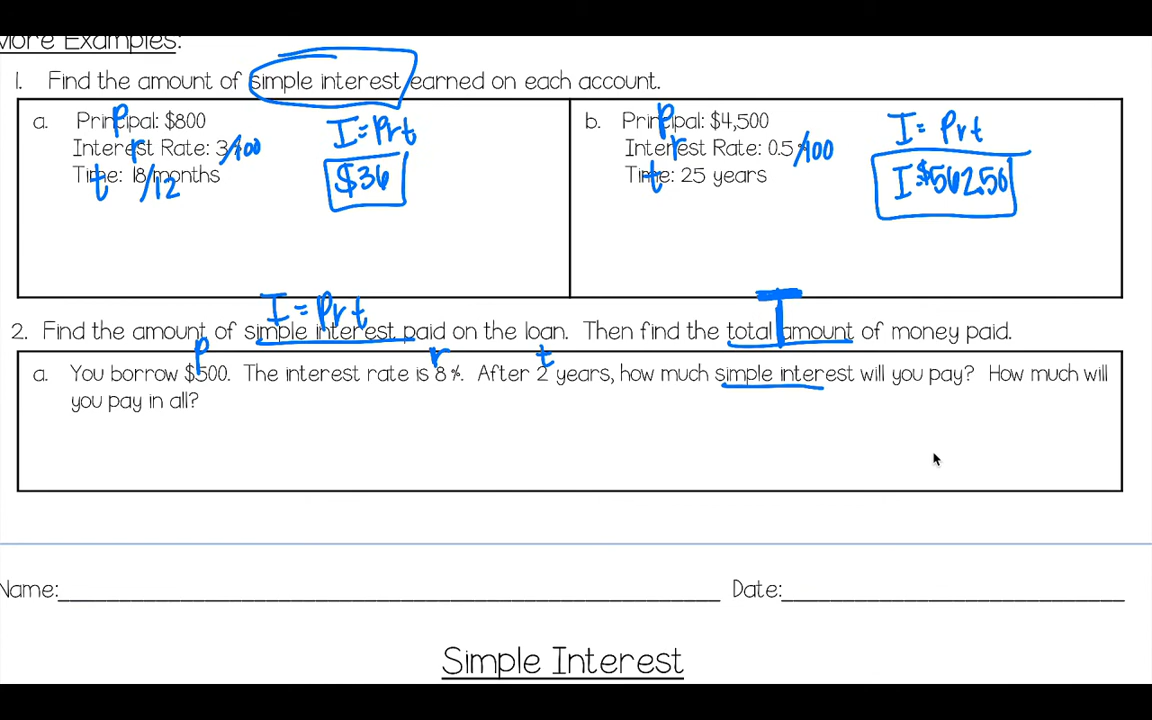 More Examples:
1. Find the amount of simple interest earned on each account.
a. Principal: $800
Interest Rate: 3% /100
Time: 18 months
/12
P
r
t
I = Prt
$36
b. Principal: $4,500
Interest Rate: 0.5% /100
Time: 25 years
P
r
t
I = Prt
I $562.50
I = Prt
T
2. Find the amount of simple interest paid on the loan. Then find the total amount of money paid.
P r t
a. You borrow $500. The interest rate is 8%. After 2 years, how much simple interest will you pay? How much will
you pay in all?
Name: Date:
Simple Interest